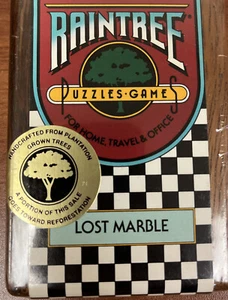 RAINTREE
PUZZLES·GAMES
FOR HOME, TRAVEL & OFFICE
HANDCRAFTED FROM PLANTATION
GROWN TREES
A PORTION OF THIS SALE
GOES TOWARD REFORESTATION
LOST MARBLE